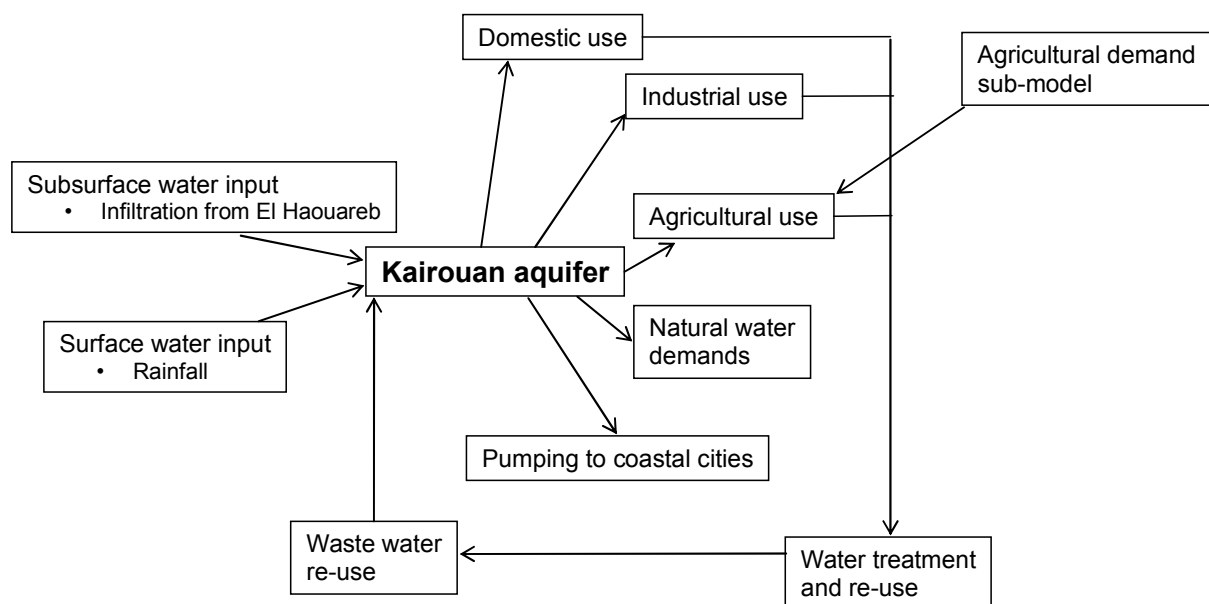 Domestic use
Agricultural demand
sub-model
Industrial use
Subsurface water input
• Infiltration from El Haouareb
Agricultural use
Kairouan aquifer
Natural water
demands
Surface water input
• Rainfall
Pumping to coastal cities
Waste water
re-use
Water treatment
and re-use